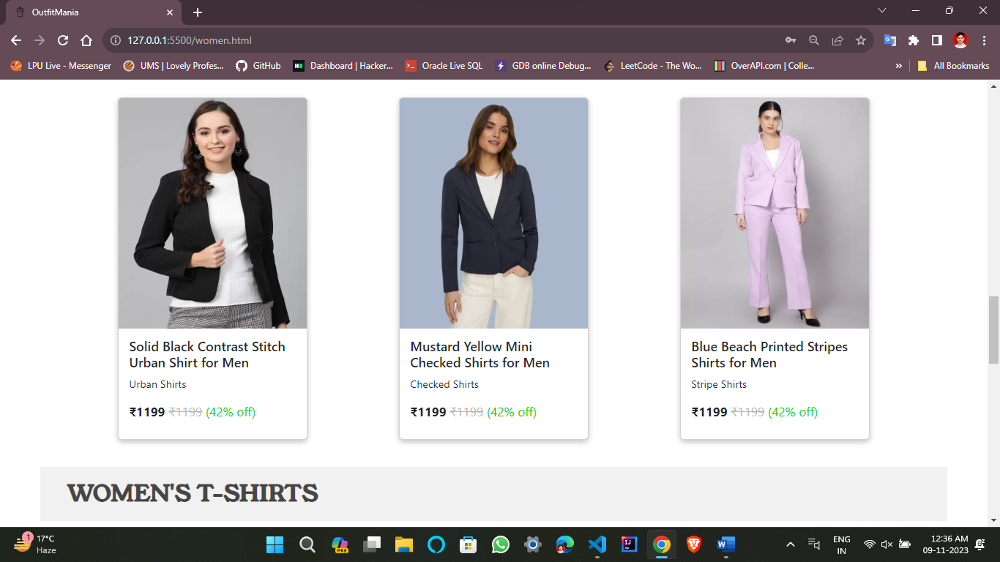 OutfitMania
127.0.0.1:5500/women.html
LPU Live - Messenger
UMS | Lovely Profes...
GitHub
Dashboard | Hacker...
Oracle Live SQL
GDB online Debug...
LeetCode - The Wo...
OverAPI.com | Colle...
»
All Bookmarks
Solid Black Contrast Stitch
Urban Shirt for Men
Urban Shirts
₹1199 ₹1199 (42% off)
Mustard Yellow Mini
Checked Shirts for Men
Checked Shirts
₹1199 ₹1199 (42% off)
Blue Beach Printed Stripes
Shirts for Men
Stripe Shirts
₹1199 ₹1199 (42% off)
WOMEN'S T-SHIRTS
1
17°C
Haze
PRE
ENG
IN
12:36 AM
09-11-2023